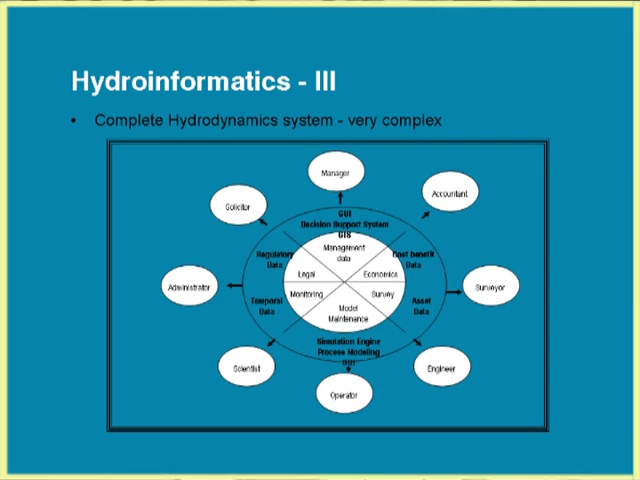 Hydroinformatics - III
• Complete Hydrodynamics system - very complex
Manager
Solicitor
Accountant
GUI
Decision Support System
GIS
Management
data
Regulatory
Data
Cost benefit
Data
Legal
Economics
Administrator
Surveyor
Monitoring
Survey
Temporal
Data
Asset
Data
Model
Maintenance
Simulation Engine
Process Modeling
Scientist
Engineer
Operator